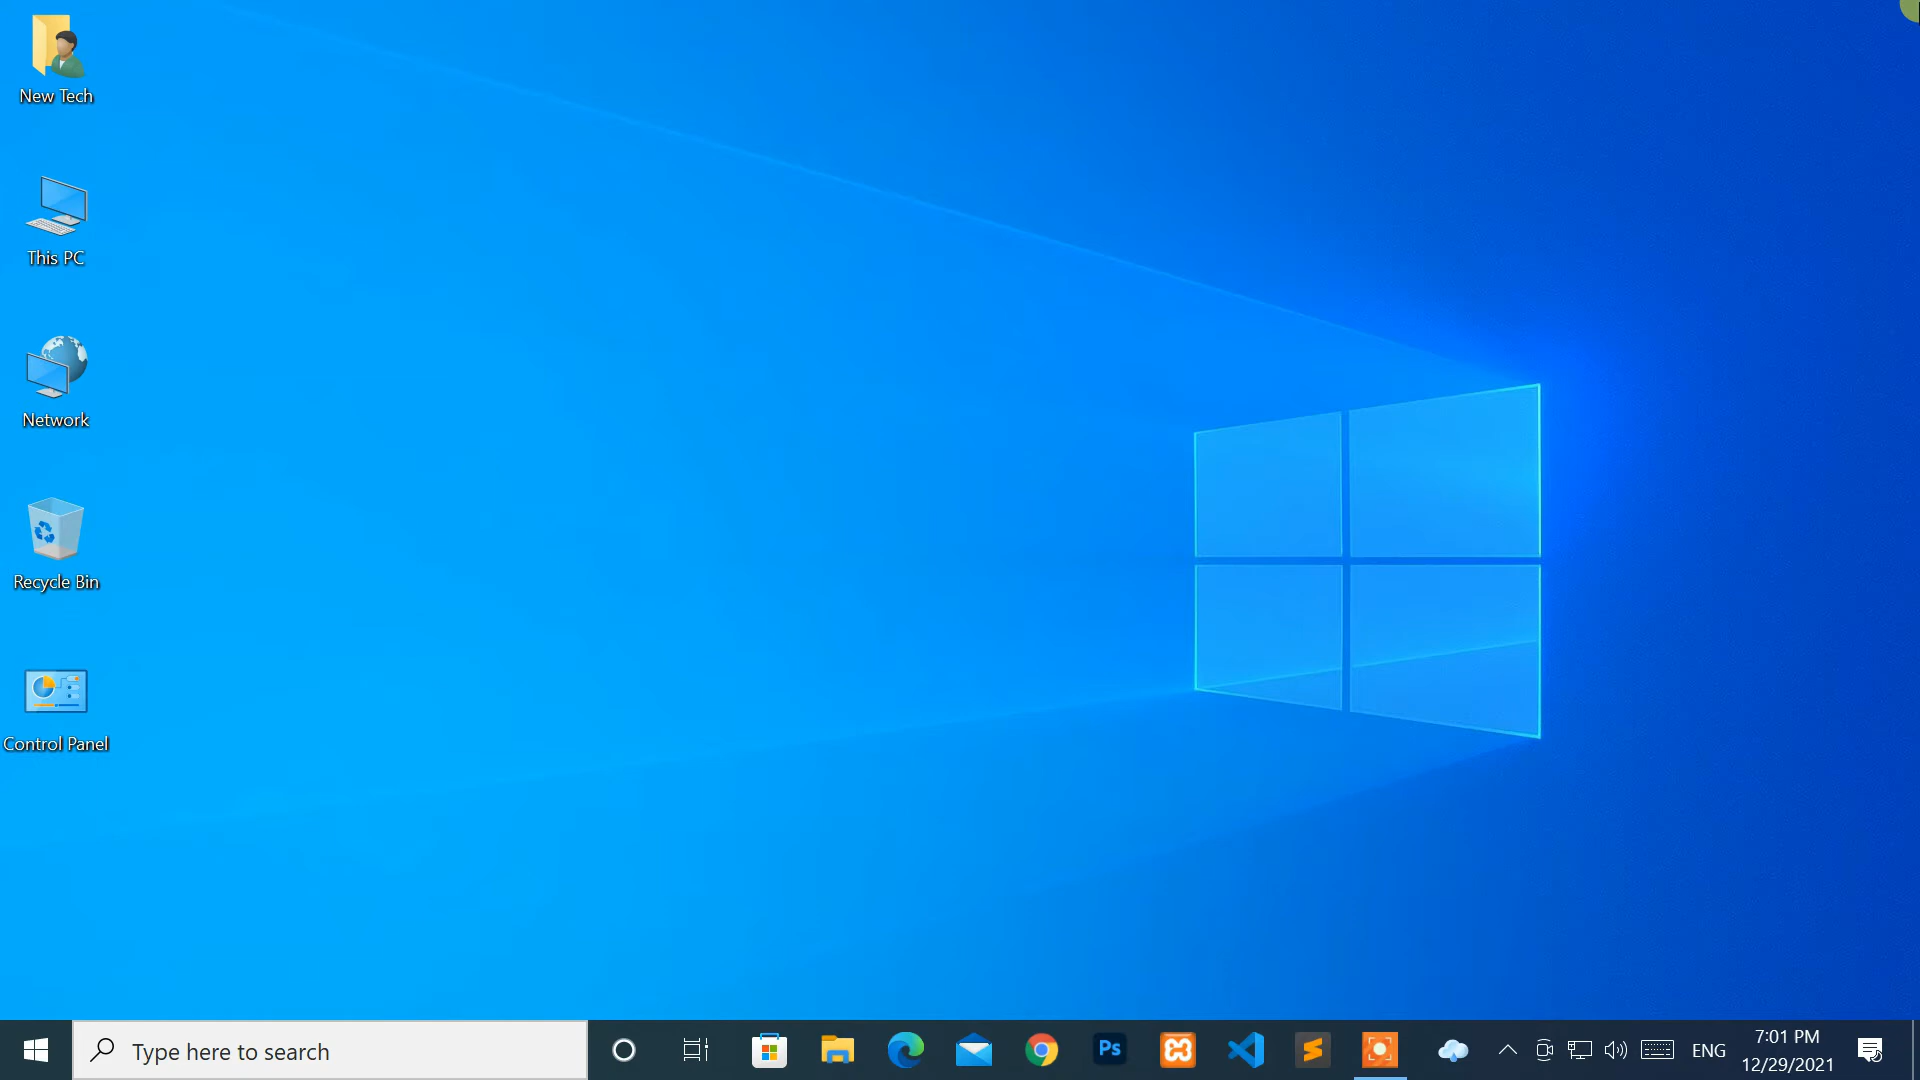 New Tech
This PC
Network
Recycle Bin
Control Panel
Type here to search
Ps
ENG
7:01 PM
12/29/2021